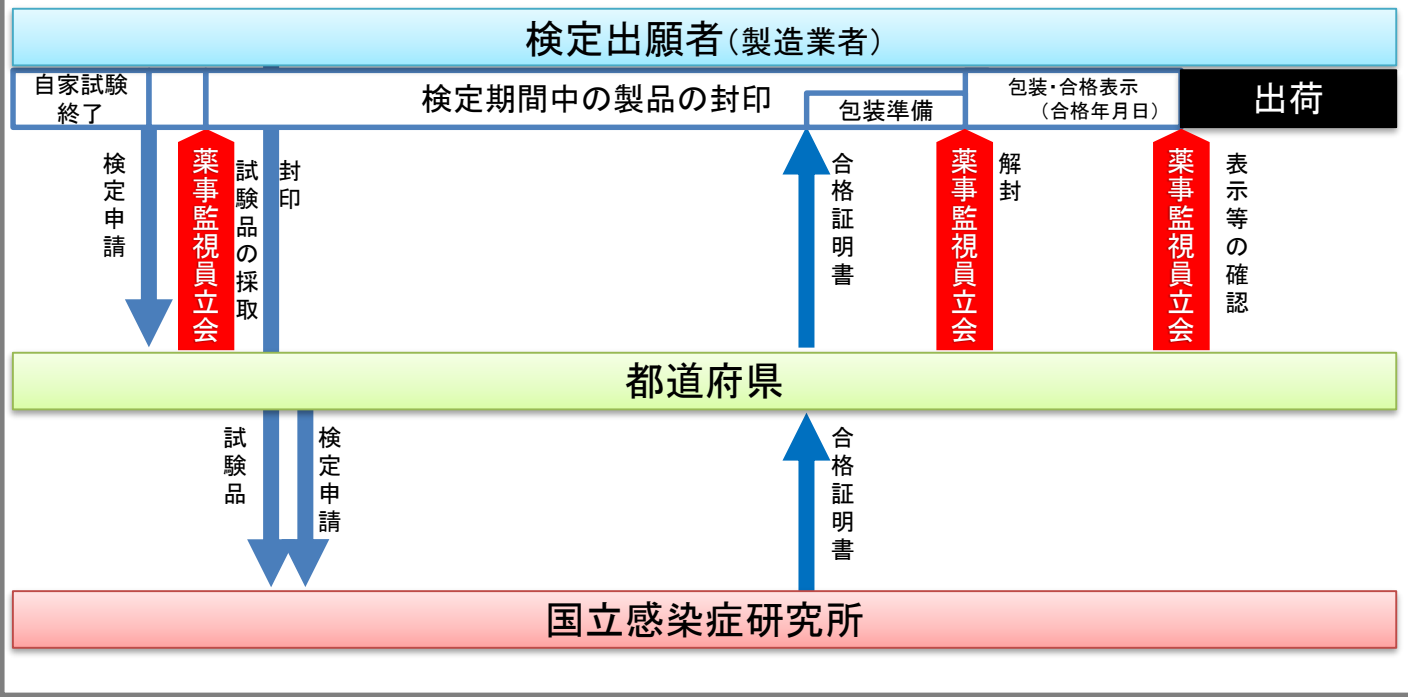 検定出願者(製造業者)
自家試験
終了
検定期間中の製品の封印
包装準備
包装・合格表示
(合格年月日)
出荷
検定申請
薬事監視員立会
試験品の採取
封印
合格証明書
薬事監視員立会
解封
薬事監視員立会
表示等の確認
都道府県
試験品
検定申請
合格証明書
国立感染症研究所